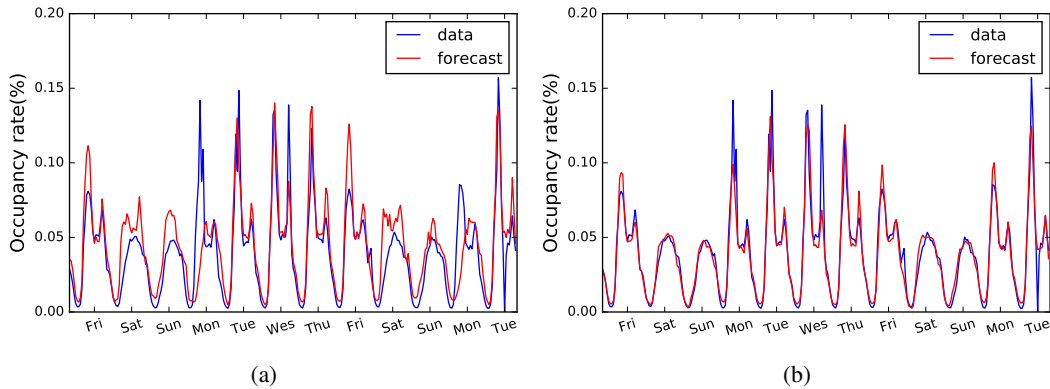 0.20
0.15
0.10
0.05
0.00
Occupancy rate(%)
data
forecast
Fri Sat Sun Mon Tue Wes Thu Fri Sat Sun Mon Tue
(a)
0.20
0.15
0.10
0.05
0.00
Occupancy rate(%)
data
forecast
Fri Sat Sun Mon Tue Wes Thu Fri Sat Sun Mon Tue
(b)